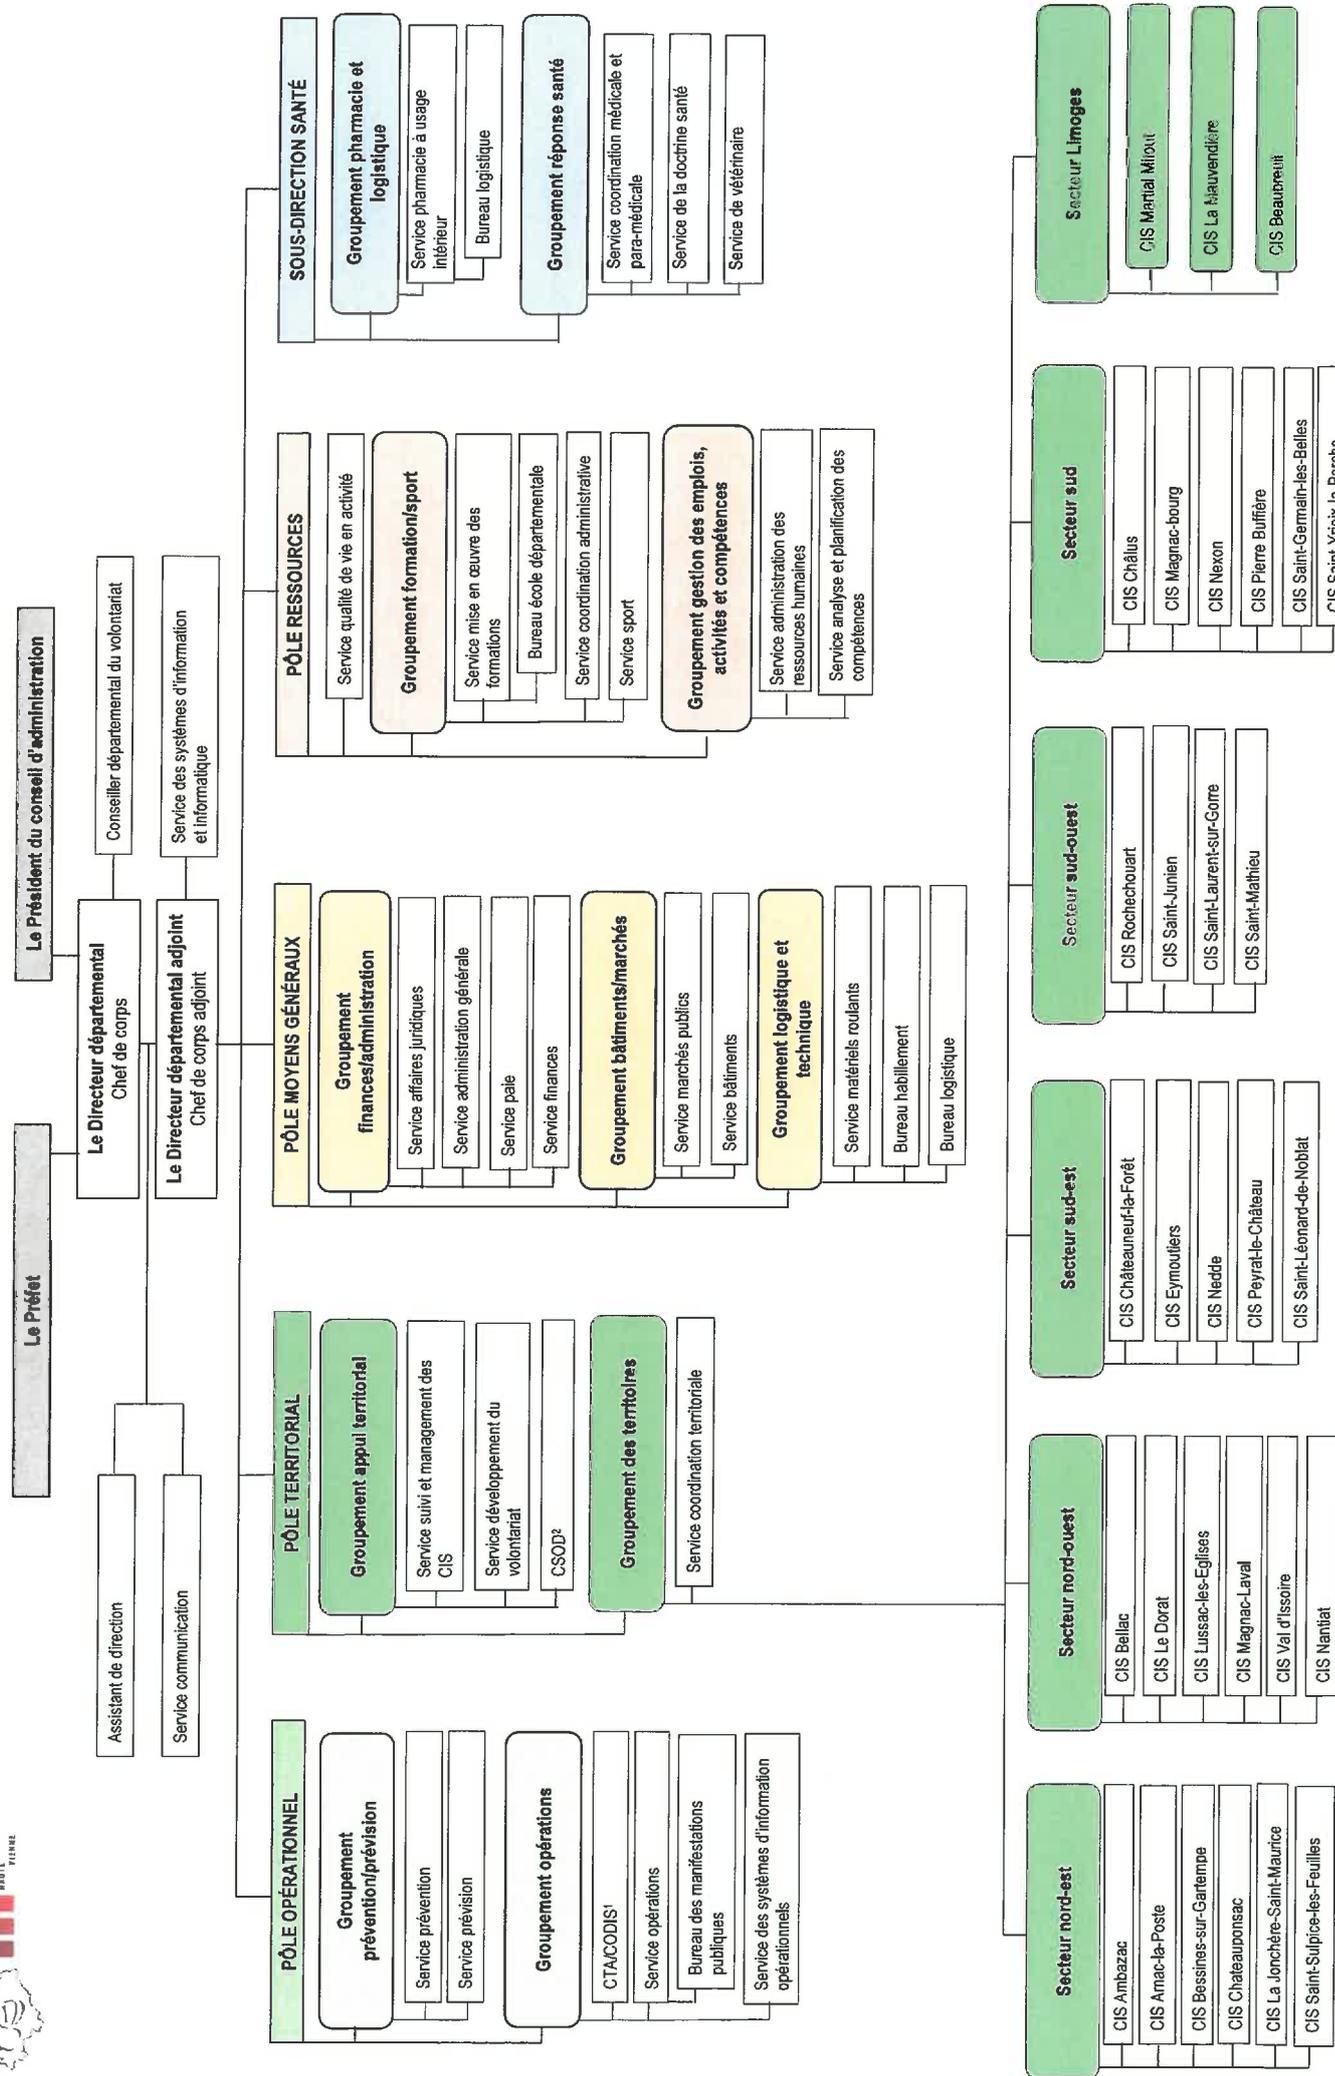 HAUTE
VIENNE
Le Préfet
Le Président du conseil d'administration
Le Directeur départemental
Chef de corps
Conseiller départemental du volontariat
Assistant de direction
Service communication
Le Directeur départemental adjoint
Chef de corps adjoint
Service des systèmes d'information
et informatique
PÔLE OPÉRATIONNEL
Groupement
prévention/prévision
Service prévention
Service prévision
Groupement opérations
CTA/CODIS¹
Service opérations
Bureau des manifestations
publiques
Service des systèmes d'information
opérationnels
PÔLE TERRITORIAL
Groupement appui territorial
Service suivi et management des
CIS
Service développement du
volontariat
CSOD²
Groupement des territoires
Service coordination territoriale
PÔLE MOYENS GÉNÉRAUX
Groupement
finances/administration
Service affaires juridiques
Service administration générale
Service paie
Service finances
Groupement bâtiments/marchés
Service marchés publics
Service bâtiments
Groupement logistique et
technique
Service matériels roulants
Bureau habillement
Bureau logistique
PÔLE RESSOURCES
Service qualité de vie en activité
Groupement formation/sport
Service mise en œuvre des
formations
Bureau école départementale
Service coordination administrative
Service sport
Groupement gestion des emplois,
activités et compétences
Service administration des
ressources humaines
Service analyse et planification des
compétences
SOUS-DIRECTION SANTÉ
Groupement pharmacie et
logistique
Service pharmacie à usage
intérieur
Bureau logistique
Groupement réponse santé
Service coordination médicale et
para-médicale
Service de la doctrine santé
Service de vétérinaire
Secteur nord-est
CIS Ambazac
CIS Arnac-la-Poste
CIS Bessines-sur-Gartempe
CIS Chateauponsac
CIS La Jonchère-Saint-Maurice
CIS Saint-Sulpice-les-Feuilles
Secteur nord-ouest
CIS Bellac
CIS Le Dorat
CIS Lussac-les-Eglises
CIS Magnac-Laval
CIS Val d'Issoire
CIS Nantiat
Secteur sud-est
CIS Châteauneuf-la-Forêt
CIS Eymoutiers
CIS Nedde
CIS Peyrat-le-Château
CIS Saint-Léonard-de-Noblat
Secteur sud-ouest
CIS Rochechouart
CIS Saint-Junien
CIS Saint-Laurent-sur-Gorre
CIS Saint-Mathieu
Secteur sud
CIS Châlus
CIS Magnac-bourg
CIS Nexon
CIS Pierre Buffière
CIS Saint-Germain-les-Belles
CIS Saint-Yrieix-la-Perche
Secteur Limoges
CIS Martial Mitout
CIS La Mauvendière
CIS Beaubreuil